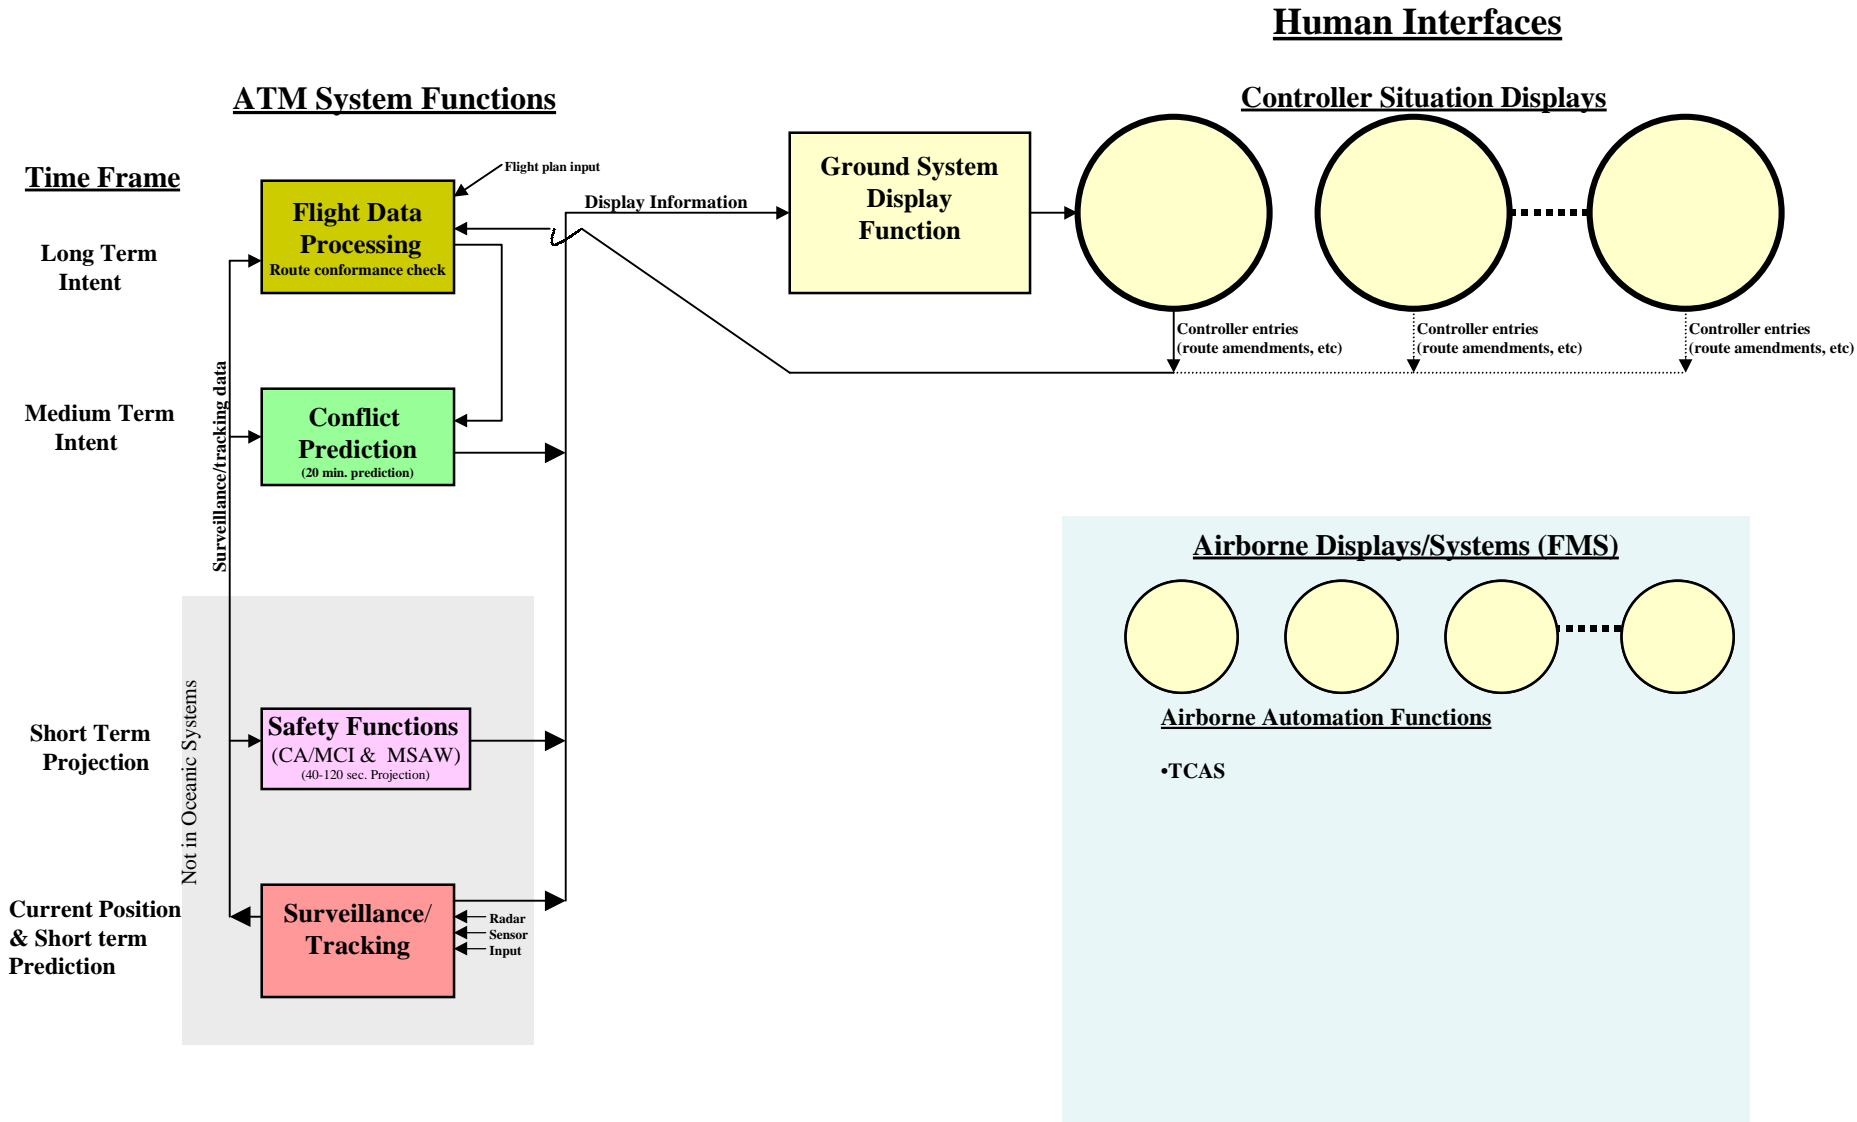 Human Interfaces
ATM System Functions
Controller Situation Displays
Time Frame
Flight plan input
Flight Data
Processing
Route conformance check
Display Information
Ground System
Display
Function
Long Term
Intent
Controller entries
(route amendments, etc)
Controller entries
(route amendments, etc)
Controller entries
(route amendments, etc)
Surveillance/tracking data
Medium Term
Intent
Conflict
Prediction
(20 min. prediction)
Airborne Displays/Systems (FMS)
Not in Oceanic Systems
Short Term
Projection
Safety Functions
(CA/MCI &  MSAW)
(40-120 sec. Projection)
Airborne Automation Functions
•TCAS
Current Position
& Short term
Prediction
Surveillance/
Tracking
Radar
Sensor
Input